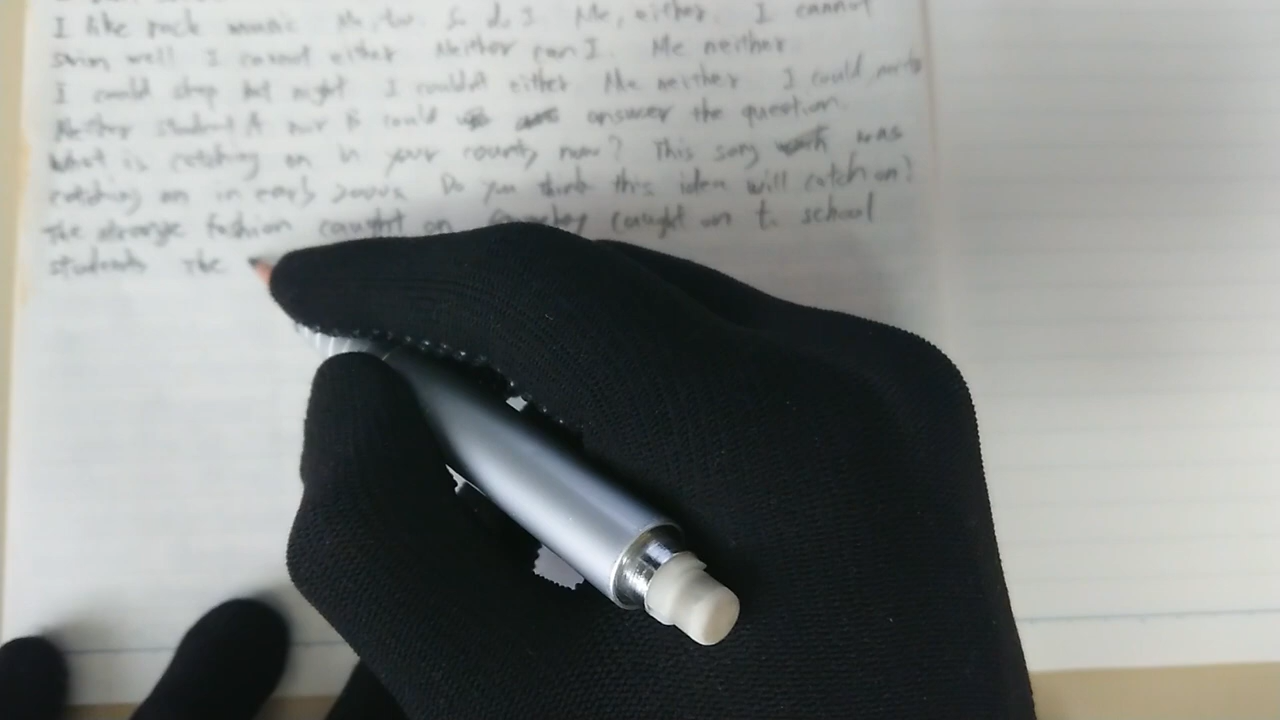 I like rock music Me, too So do I. Me, either. I cannot
swim well I cannot either Neither can I. Me neither
I could sleep last night I couldn't either Me neither I could
Neither student A nor B could answer the question.
What is catching on in your country now? This song was
catching on in early 2000s Do you think this idea will catch on?
The strange fashion caught on caught on to school
students The